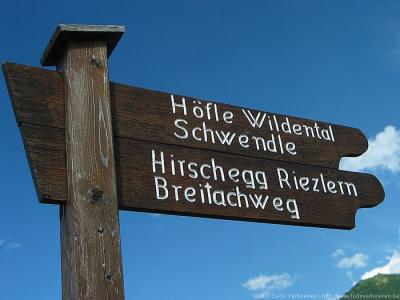 Höfle Wildental
Schwendle
Hirschegg Riezlern
Breitachweg